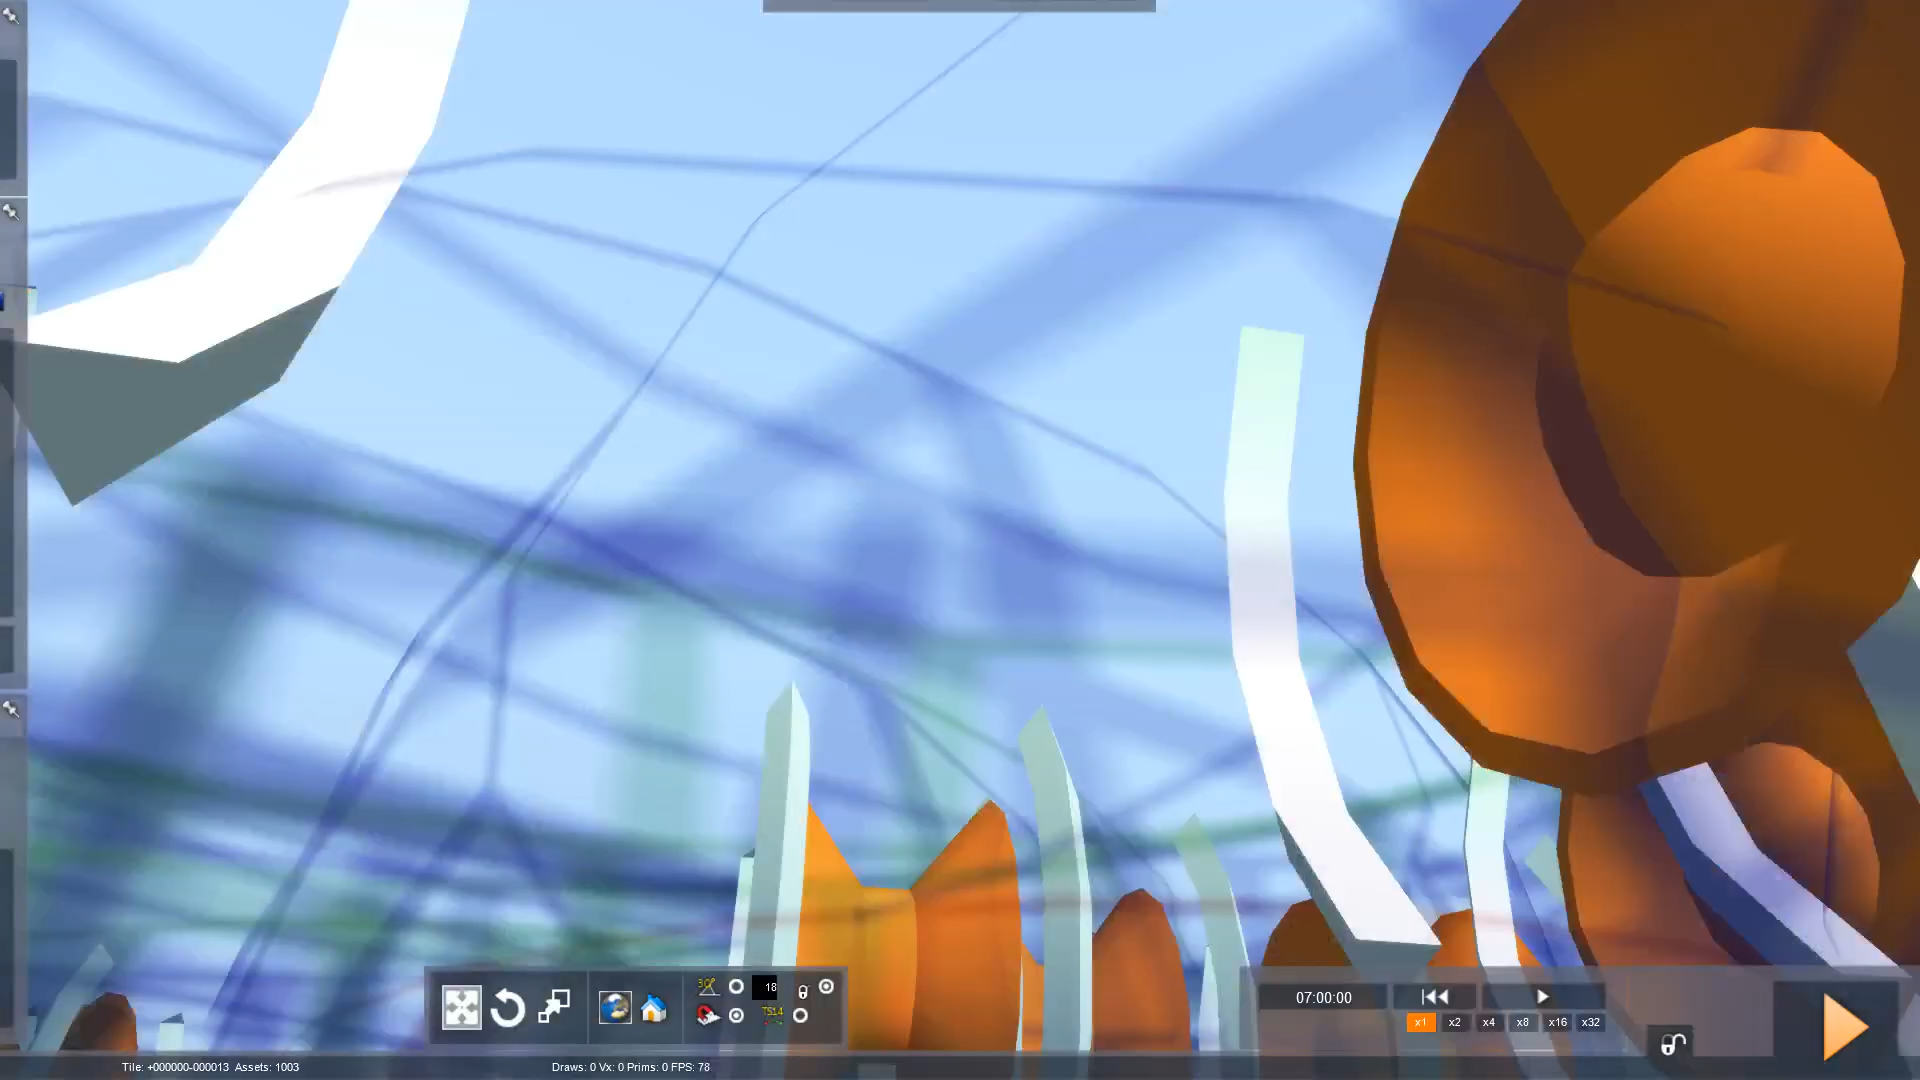 30°
18
TS14
07:00:00
x1 x2 x4 x8 x16 x32
Tile: +000000-000013 Assets: 1003
Draws: 0 Vx: 0 Prims: 0 FPS: 78